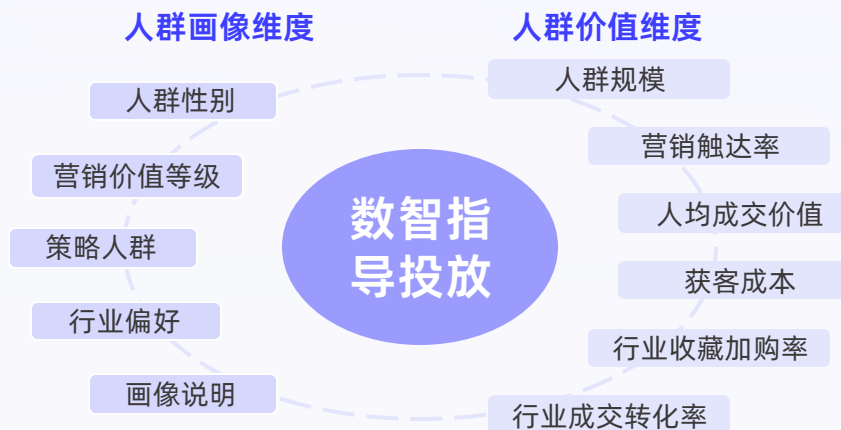 人群画像维度
人群性别
营销价值等级
策略人群
行业偏好
画像说明
数智指
导投放
人群价值维度
人群规模
营销触达率
人均成交价值
获客成本
行业收藏加购率
行业成交转化率